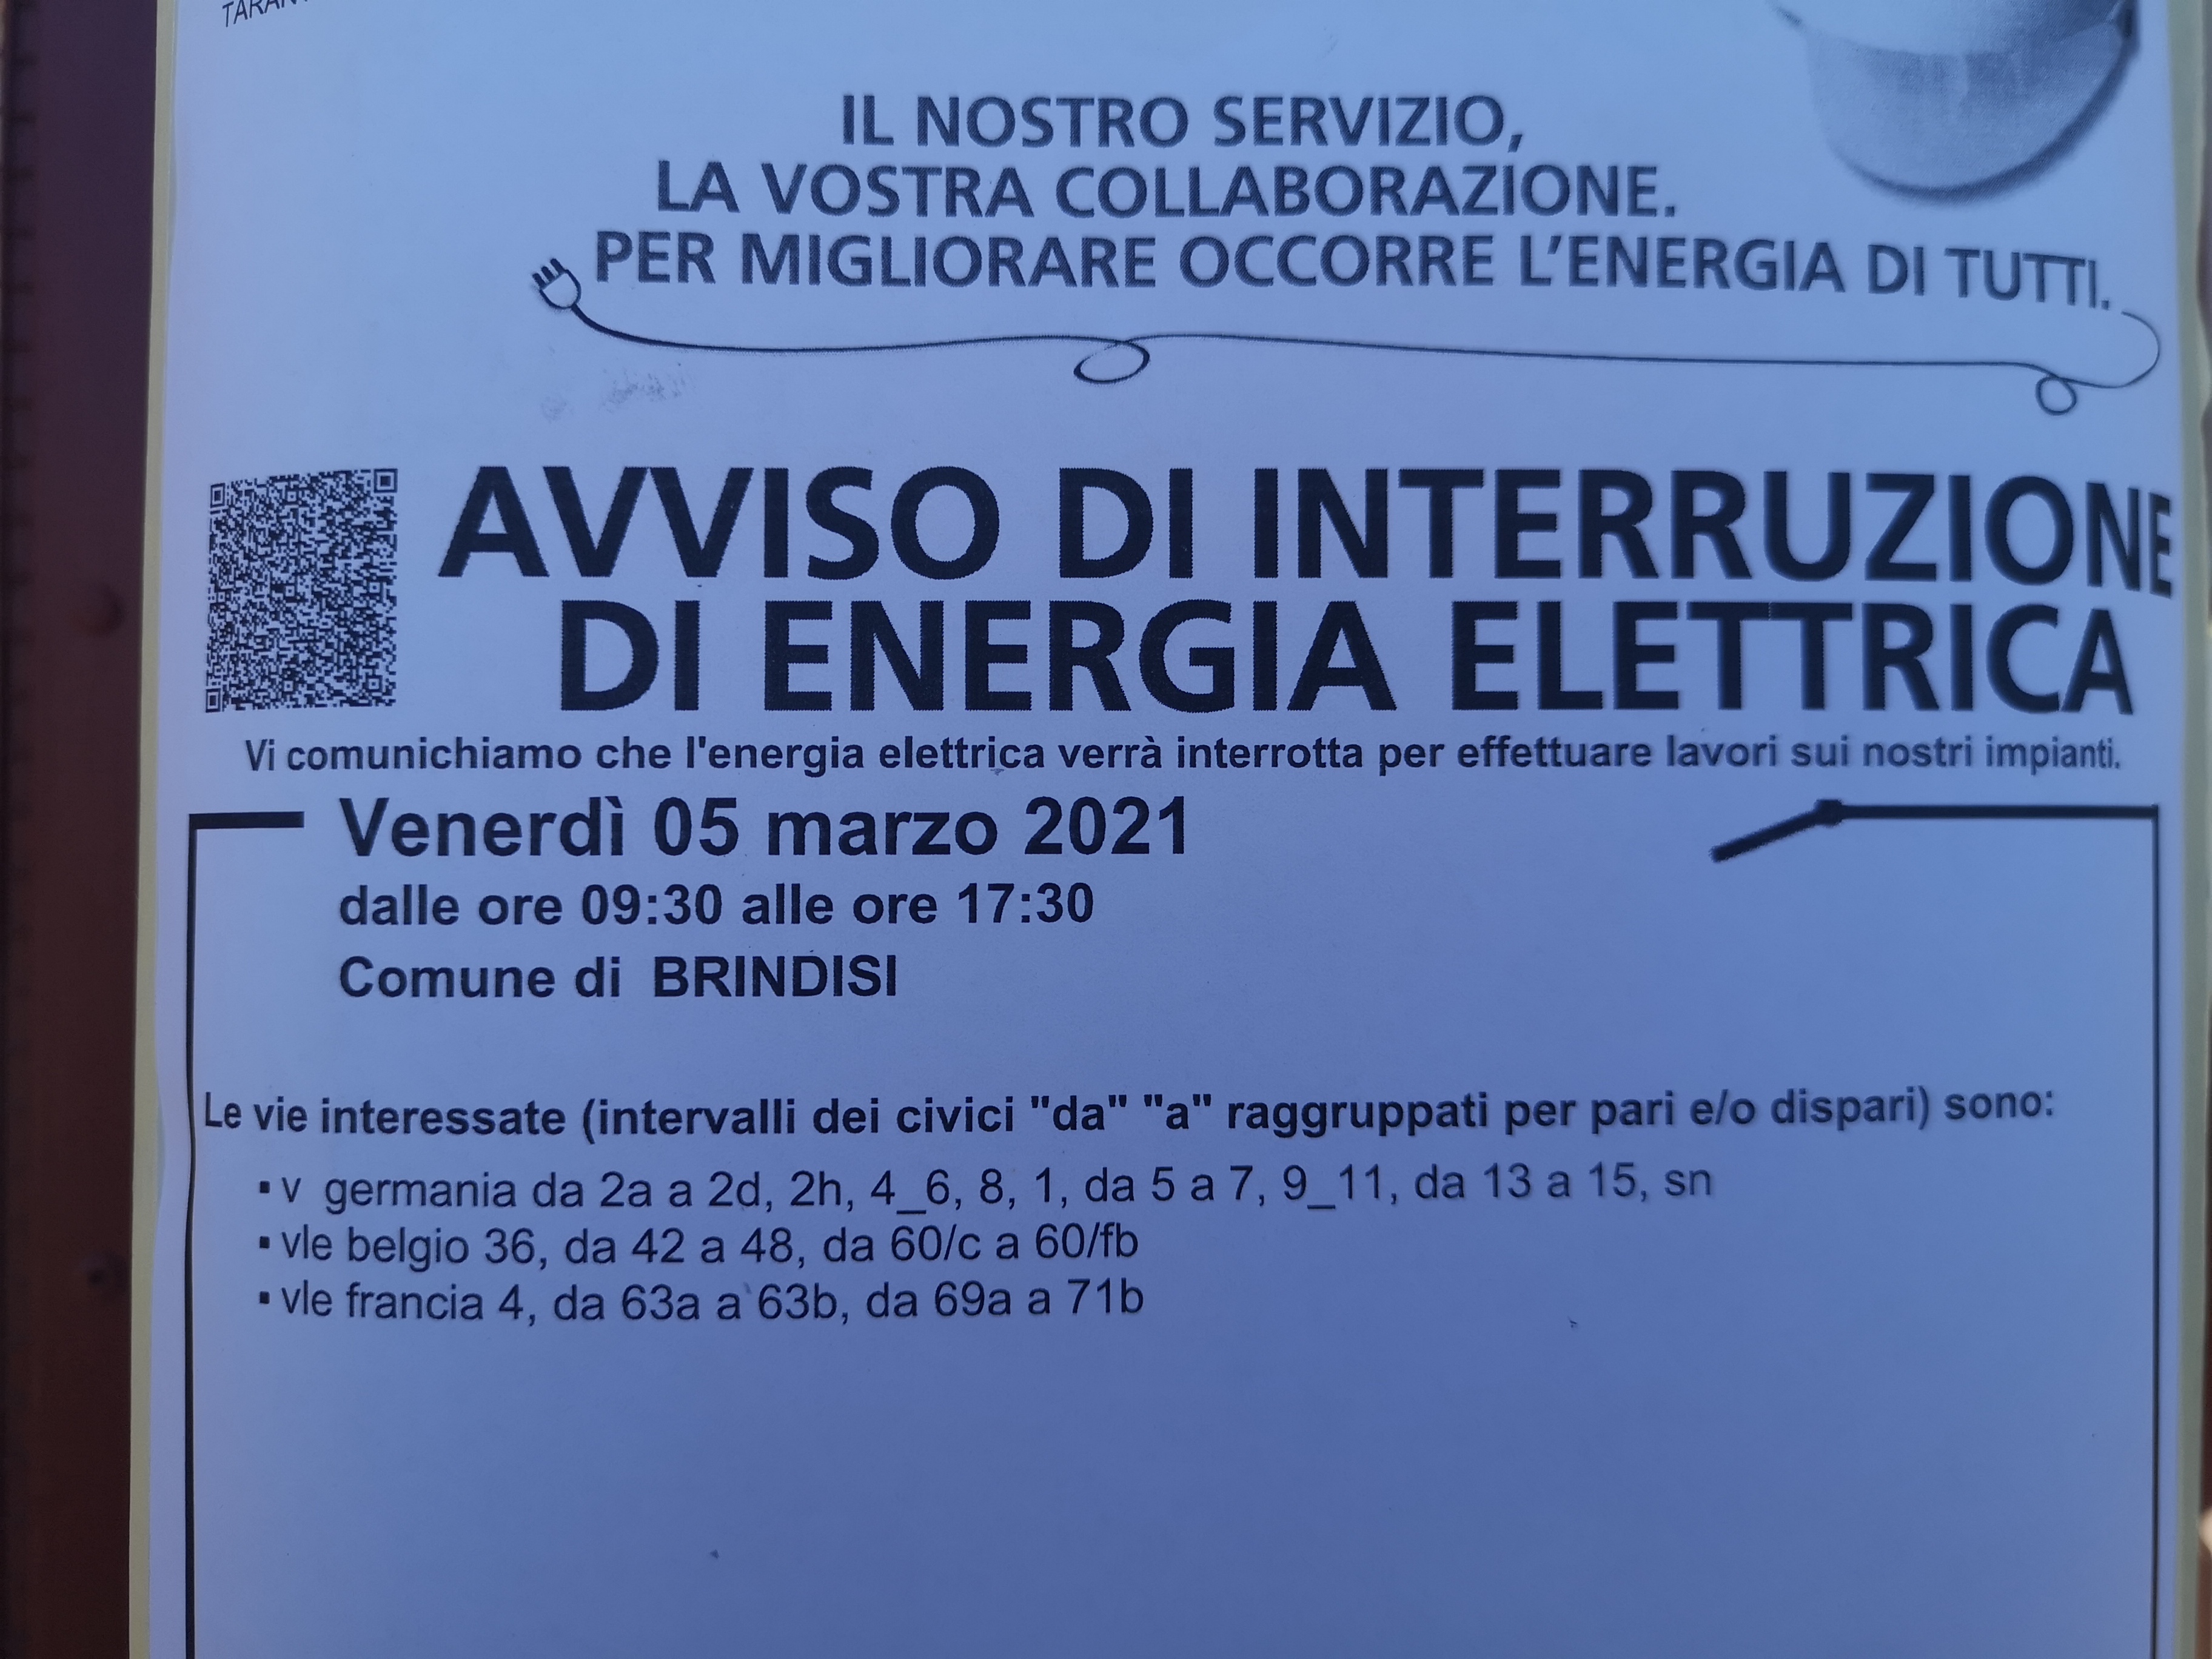 IL NOSTRO SERVIZIO,
LA VOSTRA COLLABORAZIONE.
PER MIGLIORARE OCCORRE L'ENERGIA DI TUTTI.
AVVISO DI INTERRUZIONE
DI ENERGIA ELETTRICA
Vi comunichiamo che l'energia elettrica verrà interrotta per effettuare lavori sui nostri impianti.
Venerdì 05 marzo 2021
dalle ore 09:30 alle ore 17:30
Comune di BRINDISI
Le vie interessate (intervalli dei civici "da" "a" raggruppati per pari e/o dispari) sono:
▪ v germania da 2a a 2d, 2h, 4_6, 8, 1, da 5 a 7, 9_11, da 13 a 15, sn
▪ vle belgio 36, da 42 a 48, da 60/c a 60/fb
▪ vle francia 4, da 63a a 63b, da 69a a 71b